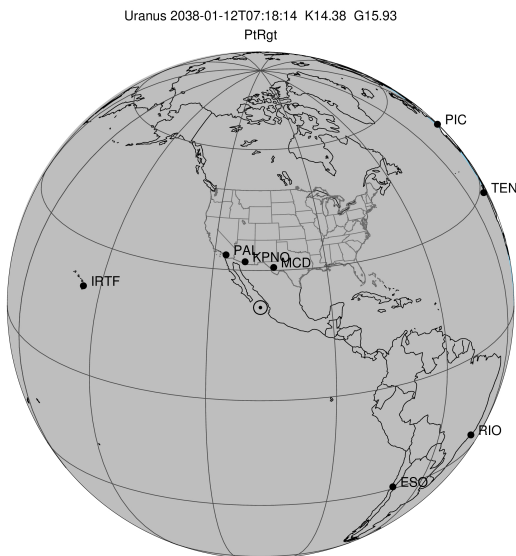 Uranus 2038-01-12T07:18:14 K14.38 G15.93
PtRgt
PIC
TEN
PAL
KPNO
MCD
IRTF
RIO
ESO